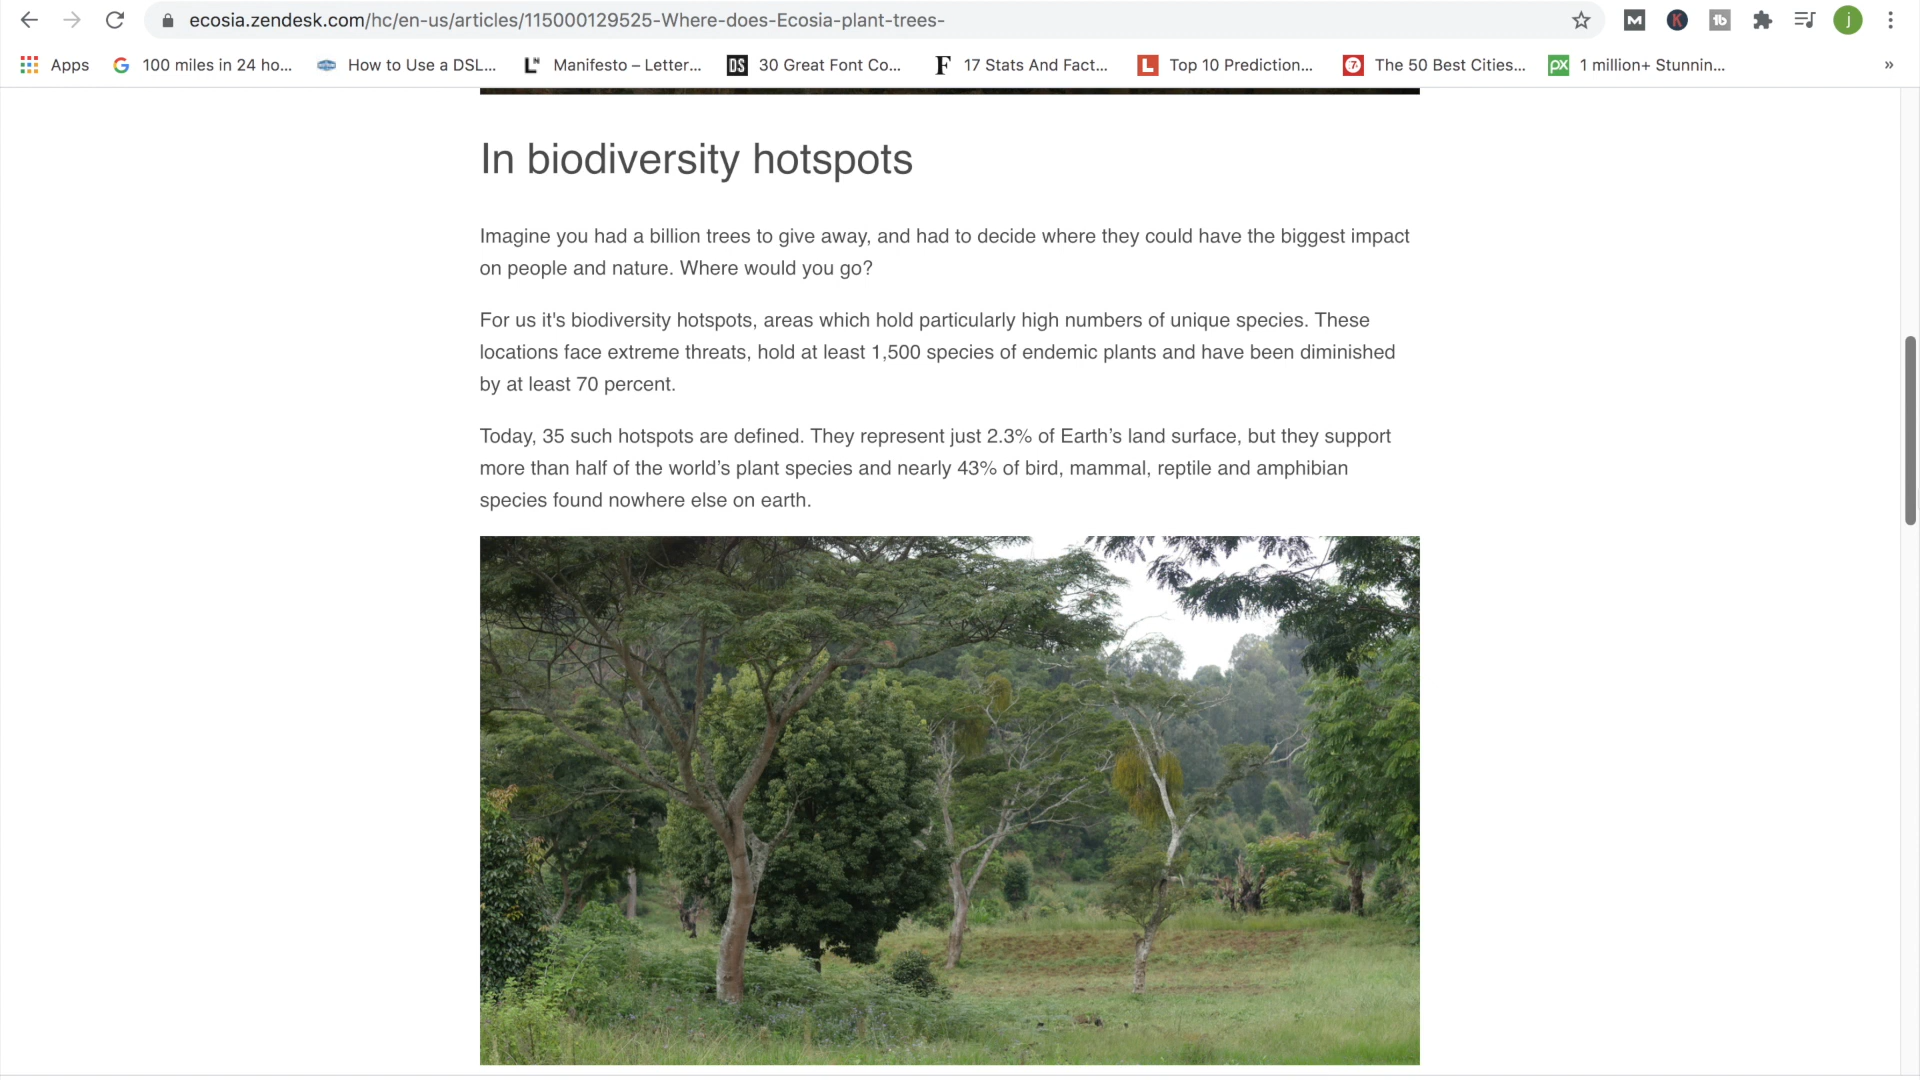 ecosia.zendesk.com/hc/en-us/articles/115000129525-Where-does-Ecosia-plant-trees-
M K tb j
Apps 100 miles in 24 ho... How to Use a DSL... LN Manifesto – Letter... DS 30 Great Font Co... F 17 Stats And Fact... L Top 10 Prediction... 7 The 50 Best Cities... px 1 million+ Stunnin... »
In biodiversity hotspots
Imagine you had a billion trees to give away, and had to decide where they could have the biggest impact
on people and nature. Where would you go?
For us it's biodiversity hotspots, areas which hold particularly high numbers of unique species. These
locations face extreme threats, hold at least 1,500 species of endemic plants and have been diminished
by at least 70 percent.
Today, 35 such hotspots are defined. They represent just 2.3% of Earth’s land surface, but they support
more than half of the world’s plant species and nearly 43% of bird, mammal, reptile and amphibian
species found nowhere else on earth.